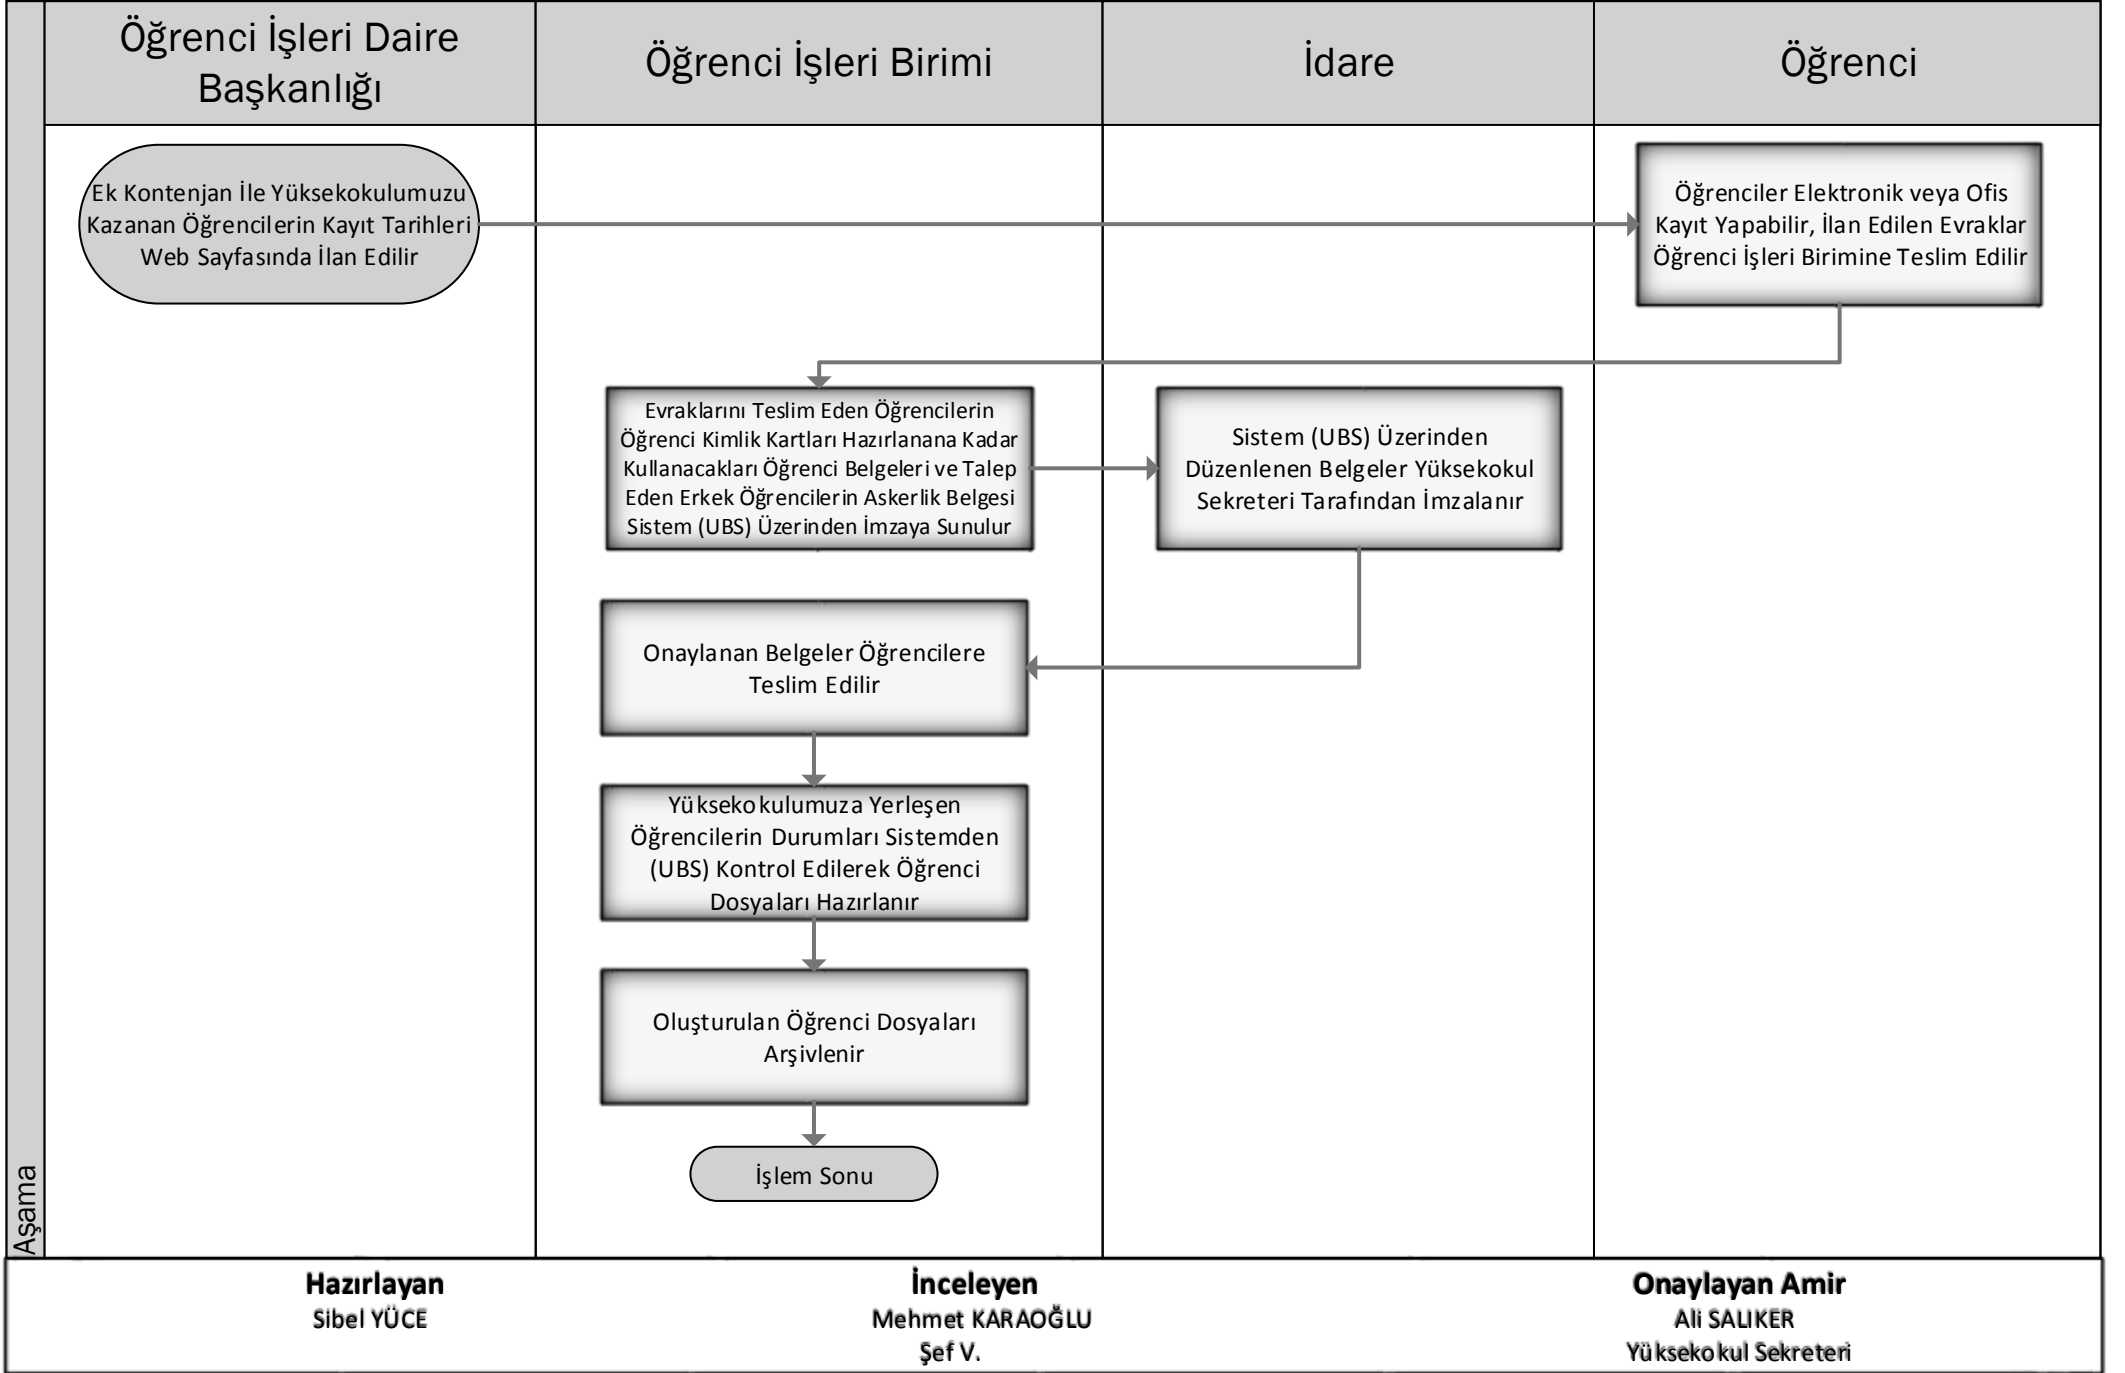 Öğrenci İşleri Daire
Başkanlığı
Öğrenci İşleri Birimi
İdare
Öğrenci
Ek Kontenjan İle Yüksekokulumuzu
Kazanan Öğrencilerin Kayıt Tarihleri
Web Sayfasında İlan Edilir
Öğrenciler Elektronik veya Ofis
Kayıt Yapabilir, İlan Edilen Evraklar
Öğrenci İşleri Birimine Teslim Edilir
Evraklarını Teslim Eden Öğrencilerin
Öğrenci Kimlik Kartları Hazırlanana Kadar
Kullanacakları Öğrenci Belgeleri ve Talep
Eden Erkek Öğrencilerin Askerlik Belgesi
Sistem (UBS) Üzerinden İmzaya Sunulur
Sistem (UBS) Üzerinden
Düzenlenen Belgeler Yüksekokul
Sekreteri Tarafından İmzalanır
Onaylanan Belgeler Öğrencilere
Teslim Edilir
Yüksekokulumuza Yerleşen
Öğrencilerin Durumları Sistemden
(UBS) Kontrol Edilerek Öğrenci
Dosyaları Hazırlanır
Oluşturulan Öğrenci Dosyaları
Arşivlenir
İşlem Sonu
Aşama
Hazırlayan
Sibel YÜCE
İnceleyen
Mehmet KARAOĞLU
Şef V.
Onaylayan Amir
Ali SALIKER
Yüksekokul Sekreteri